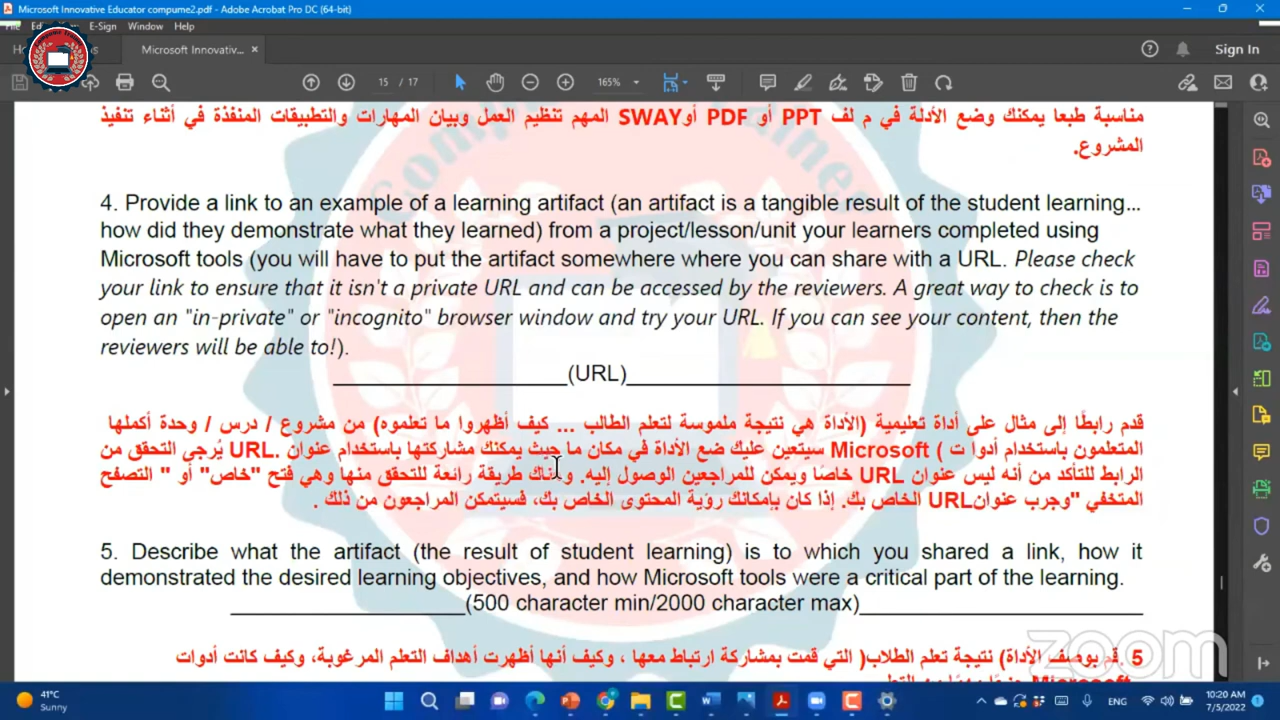 Microsoft Innovative Educator compume2.pdf - Adobe Acrobat Pro DC (64-bit)
E-Sign Window Help
Microsoft Innovativ... ×
Sign In
15 / 17
165%
مناسبة طبعا يمكنك وضع الأدلة في م لف PPT أو PDF أوSWAY المهم تنظيم العمل وبيان المهارات والتطبيقات المنفذة في أثناء تنفيذ
المشروع.
4. Provide a link to an example of a learning artifact (an artifact is a tangible result of the student learning...
how did they demonstrate what they learned) from a project/lesson/unit your learners completed using
Microsoft tools (you will have to put the artifact somewhere where you can share with a URL. Please check
your link to ensure that it isn't a private URL and can be accessed by the reviewers. A great way to check is to
open an "in-private" or "incognito" browser window and try your URL. If you can see your content, then the
reviewers will be able to!).
___________________(URL)_______________________
قدم رابطًا إلى مثال على أداة تعليمية (الأداة هي نتيجة ملموسة لتعلم الطالب ... كيف أظهروا ما تعلموه) من مشروع / درس / وحدة أكملها
المتعلمون باستخدام أدوا ت ) Microsoft سيتعين عليك ضع الأداة في مكان ما حيث يمكنك مشاركتها باستخدام عنوان .URL يُرجى التحقق من
الرابط للتأكد من أنه ليس عنوان URL خاصًا ويمكن للمراجعين الوصول إليه. وهناك طريقة رائعة للتحقق منها وهي فتح "خاص" أو " التصفح
المتخفي "وجرب عنوانURL الخاص بك. إذا كان بإمكانك رؤية المحتوى الخاص بك، فسيتمكن المراجعون من ذلك .
5. Describe what the artifact (the result of student learning) is to which you shared a link, how it
demonstrated the desired learning objectives, and how Microsoft tools were a critical part of the learning.
___________________(500 character min/2000 character max)_______________________
5 .قم بوصف الأداة) نتيجة تعلم الطلاب( التي قمت بمشاركة ارتباط معها ، وكيف أنها أظهرت أهداف التعلم المرغوبة، وكيف كانت أدوات
zoom
41°C
Sunny
ENG
10:20 AM
7/5/2022